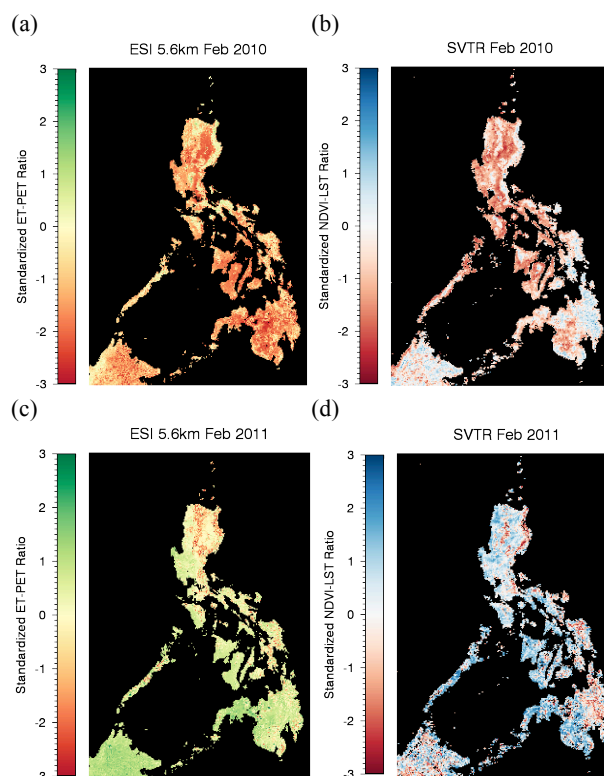 (a)
ESI 5.6km Feb 2010
3
2
1
0
-1
-2
-3
Standardized ET-PET Ratio
(b)
SVTR Feb 2010
3
2
1
0
-1
-2
-3
Standardized NDVI-LST Ratio
(c)
ESI 5.6km Feb 2011
3
2
1
0
-1
-2
-3
Standardized ET-PET Ratio
(d)
SVTR Feb 2011
3
2
1
0
-1
-2
-3
Standardized NDVI-LST Ratio